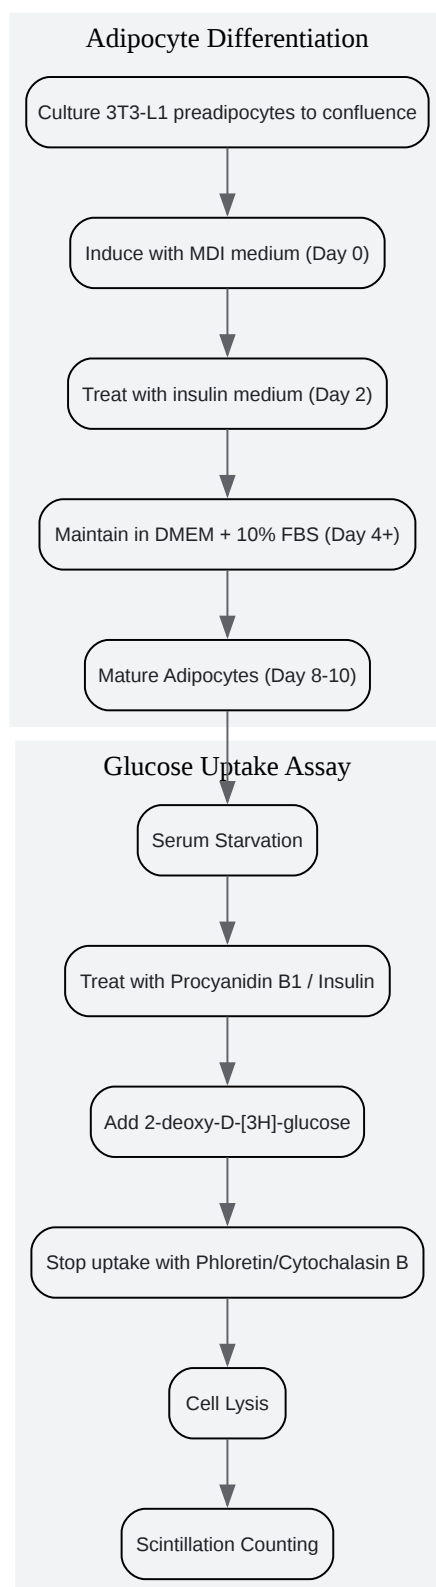 Adipocyte Differentiation
Culture 3T3-L1 preadipocytes to confluence
Induce with MDI medium (Day 0)
Treat with insulin medium (Day 2)
Maintain in DMEM + 10% FBS (Day 4+)
Mature Adipocytes (Day 8-10)
Glucose Uptake Assay
Serum Starvation
Treat with Procyanidin B1 / Insulin
Add 2-deoxy-D-[3H]-glucose
Stop uptake with Phloretin/Cytochalasin B
Cell Lysis
Scintillation Counting